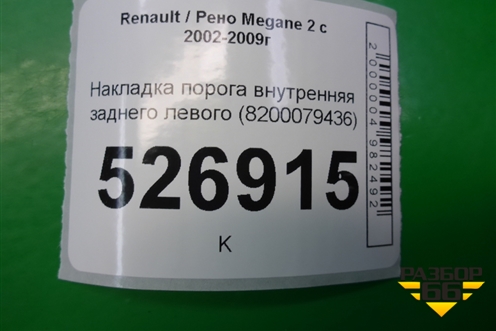 Renault / Рено Megane 2 с
2002-2009г
Накладка порога внутренняя
заднего левого (8200079436)
526915
К
2000004982492
РАЗБОР
66